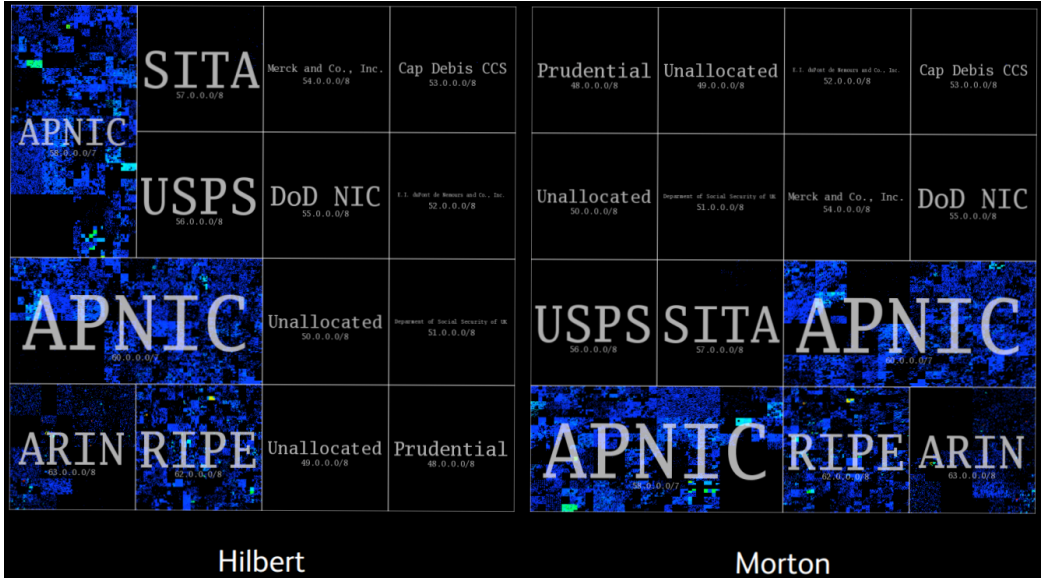 SITA
57.0.0.0/8
Merck and Co., Inc.
54.0.0.0/8
Cap Debis CCS
53.0.0.0/8
APNIC
58.0.0.0/7
USPS
56.0.0.0/8
DoD NIC
55.0.0.0/8
E.I. duPont de Nemours and Co., Inc.
52.0.0.0/8
APNIC
60.0.0.0/7
Unallocated
50.0.0.0/8
Department of Social Security of UK
51.0.0.0/8
ARIN
63.0.0.0/8
RIPE
62.0.0.0/8
Unallocated
49.0.0.0/8
Prudential
48.0.0.0/8
Hilbert
Prudential
48.0.0.0/8
Unallocated
49.0.0.0/8
E.I. duPont de Nemours and Co., Inc.
52.0.0.0/8
Cap Debis CCS
53.0.0.0/8
Unallocated
50.0.0.0/8
Department of Social Security of UK
51.0.0.0/8
Merck and Co., Inc.
54.0.0.0/8
DoD NIC
55.0.0.0/8
USPS
56.0.0.0/8
SITA
57.0.0.0/8
APNIC
60.0.0.0/7
APNIC
58.0.0.0/7
RIPE
62.0.0.0/8
ARIN
63.0.0.0/8
Morton